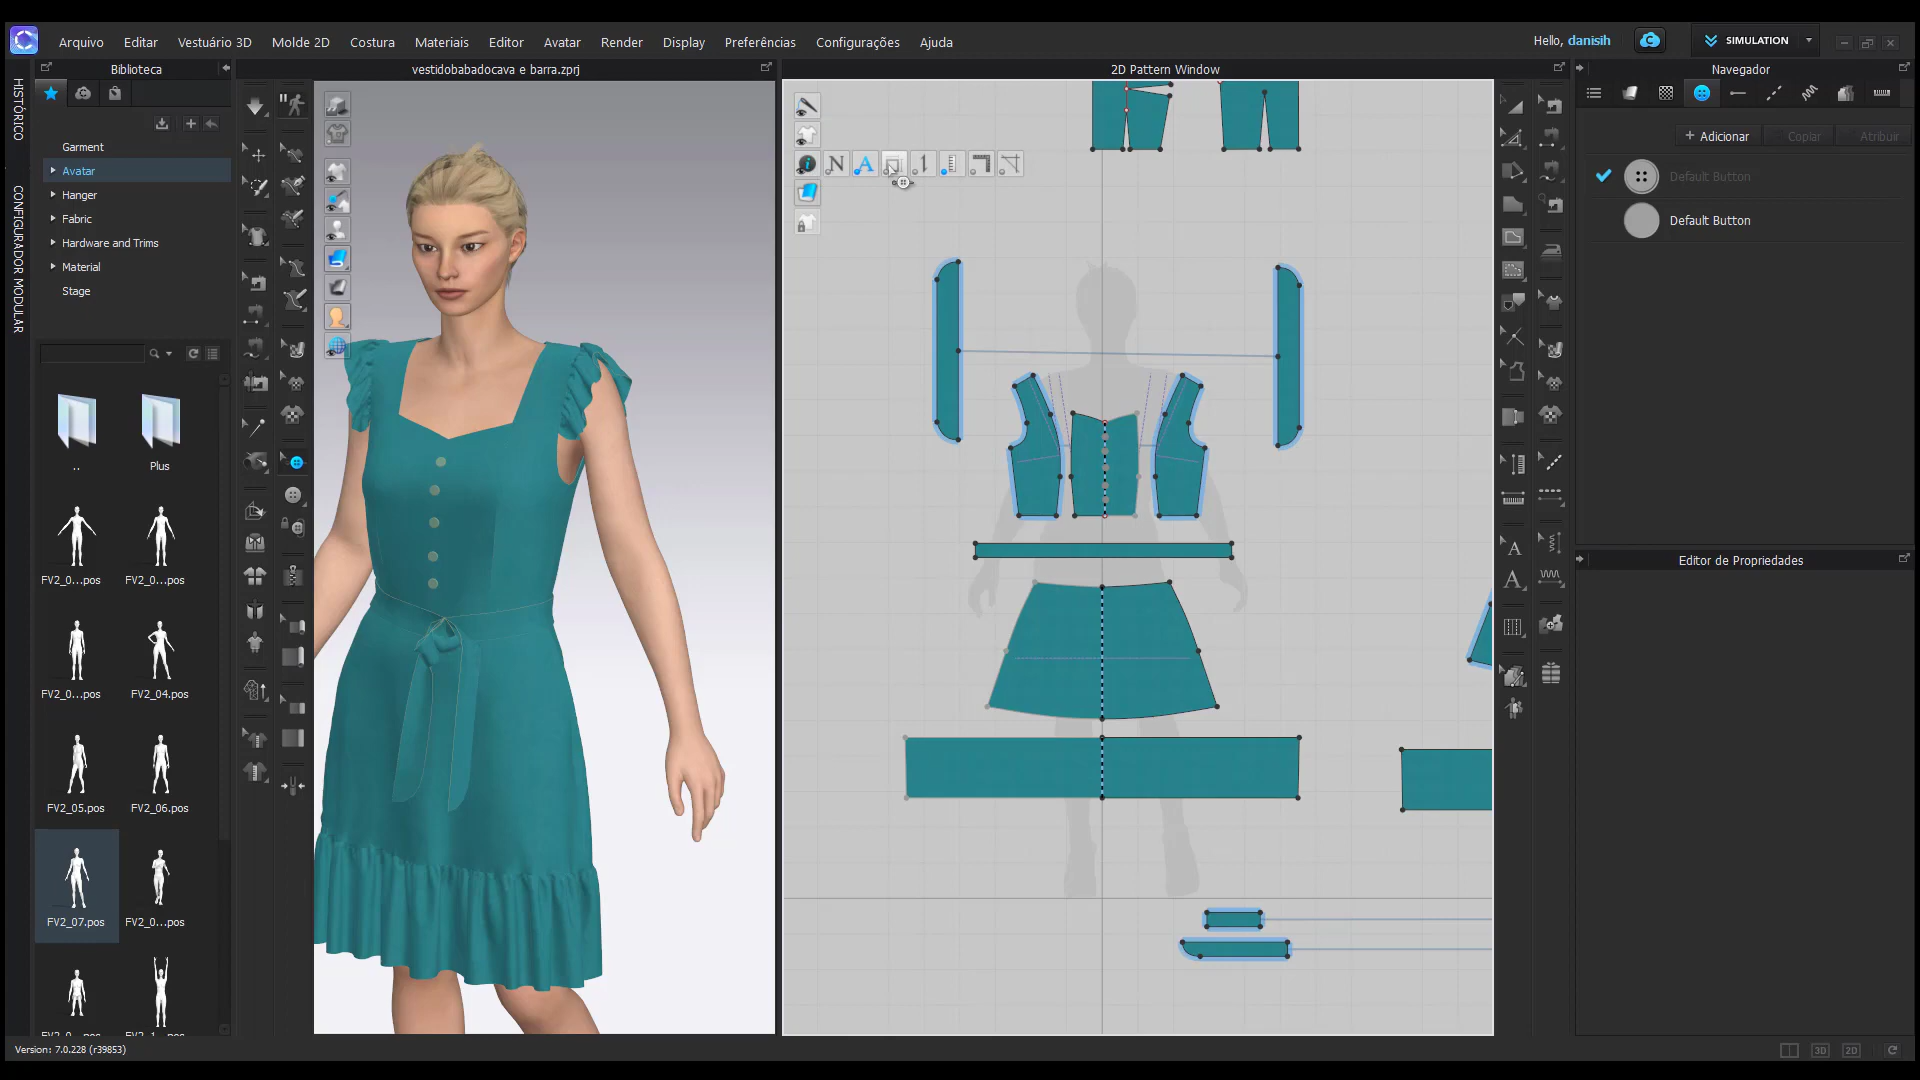 Arquivo
Editar
Vestuário 3D
Molde 2D
Costura
Materiais
Editor
Avatar
Render
Display
Preferências
Configurações
Ajuda
Hello, danisih
SIMULATION
Biblioteca
vestidobabadocava e barra.zprj
2D Pattern Window
Navegador
HISTÓRICO
CONFIGURADOR MODULAR
Garment
Avatar
Hanger
Fabric
Hardware and Trims
Material
Stage
..
Plus
FV2_0...pos
FV2_0...pos
FV2_0...pos
FV2_04.pos
FV2_05.pos
FV2_06.pos
FV2_07.pos
FV2_0...pos
+ Adicionar
Copiar
Atribuir
Default Button
Default Button
Editor de Propriedades
Version: 7.0.228 (r39853)
3D
2D